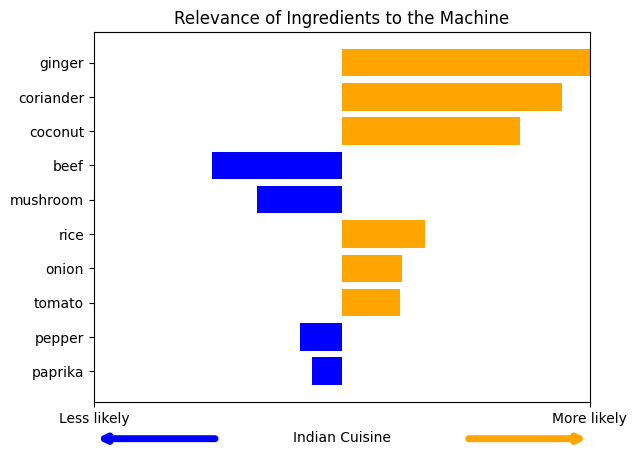 Relevance of Ingredients to the Machine
ginger
coriander
coconut
beef
mushroom
rice
onion
tomato
pepper
paprika
Less likely
More likely
Indian Cuisine